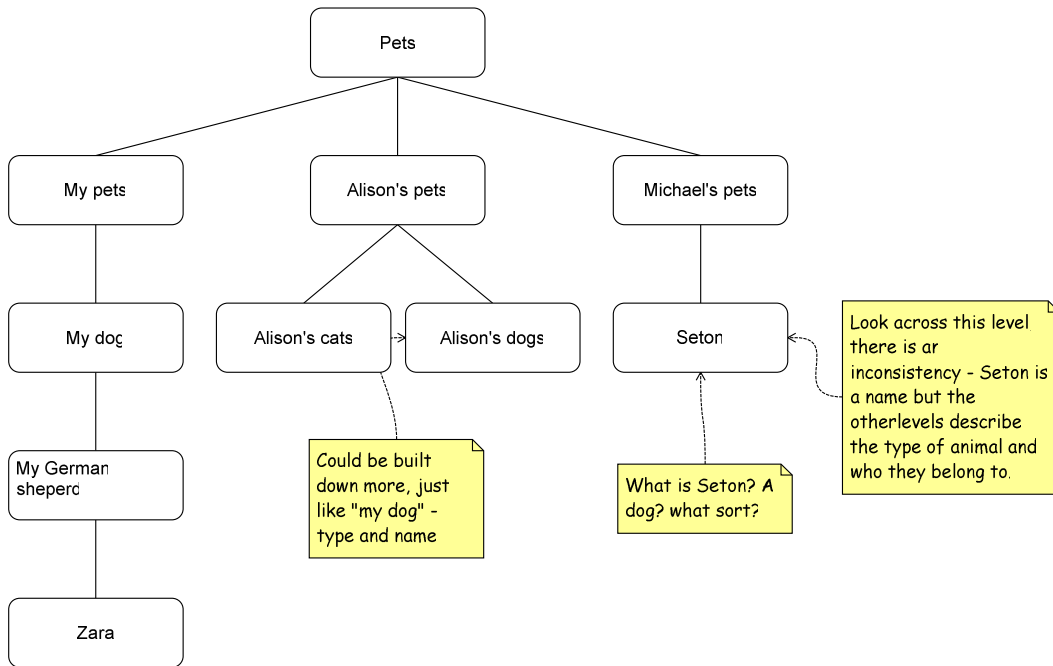 Pets
My pets
Alison's pets
Michael's pets
My dog
Alison's cats
Alison's dogs
Seton
Look across this level
there is an
inconsistency - Seton is
a name but the
otherlevels describe
the type of animal and
who they belong to.
My German
sheperd
Could be built
down more, just
like "my dog" -
type and name
What is Seton? A
dog? what sort?
Zara